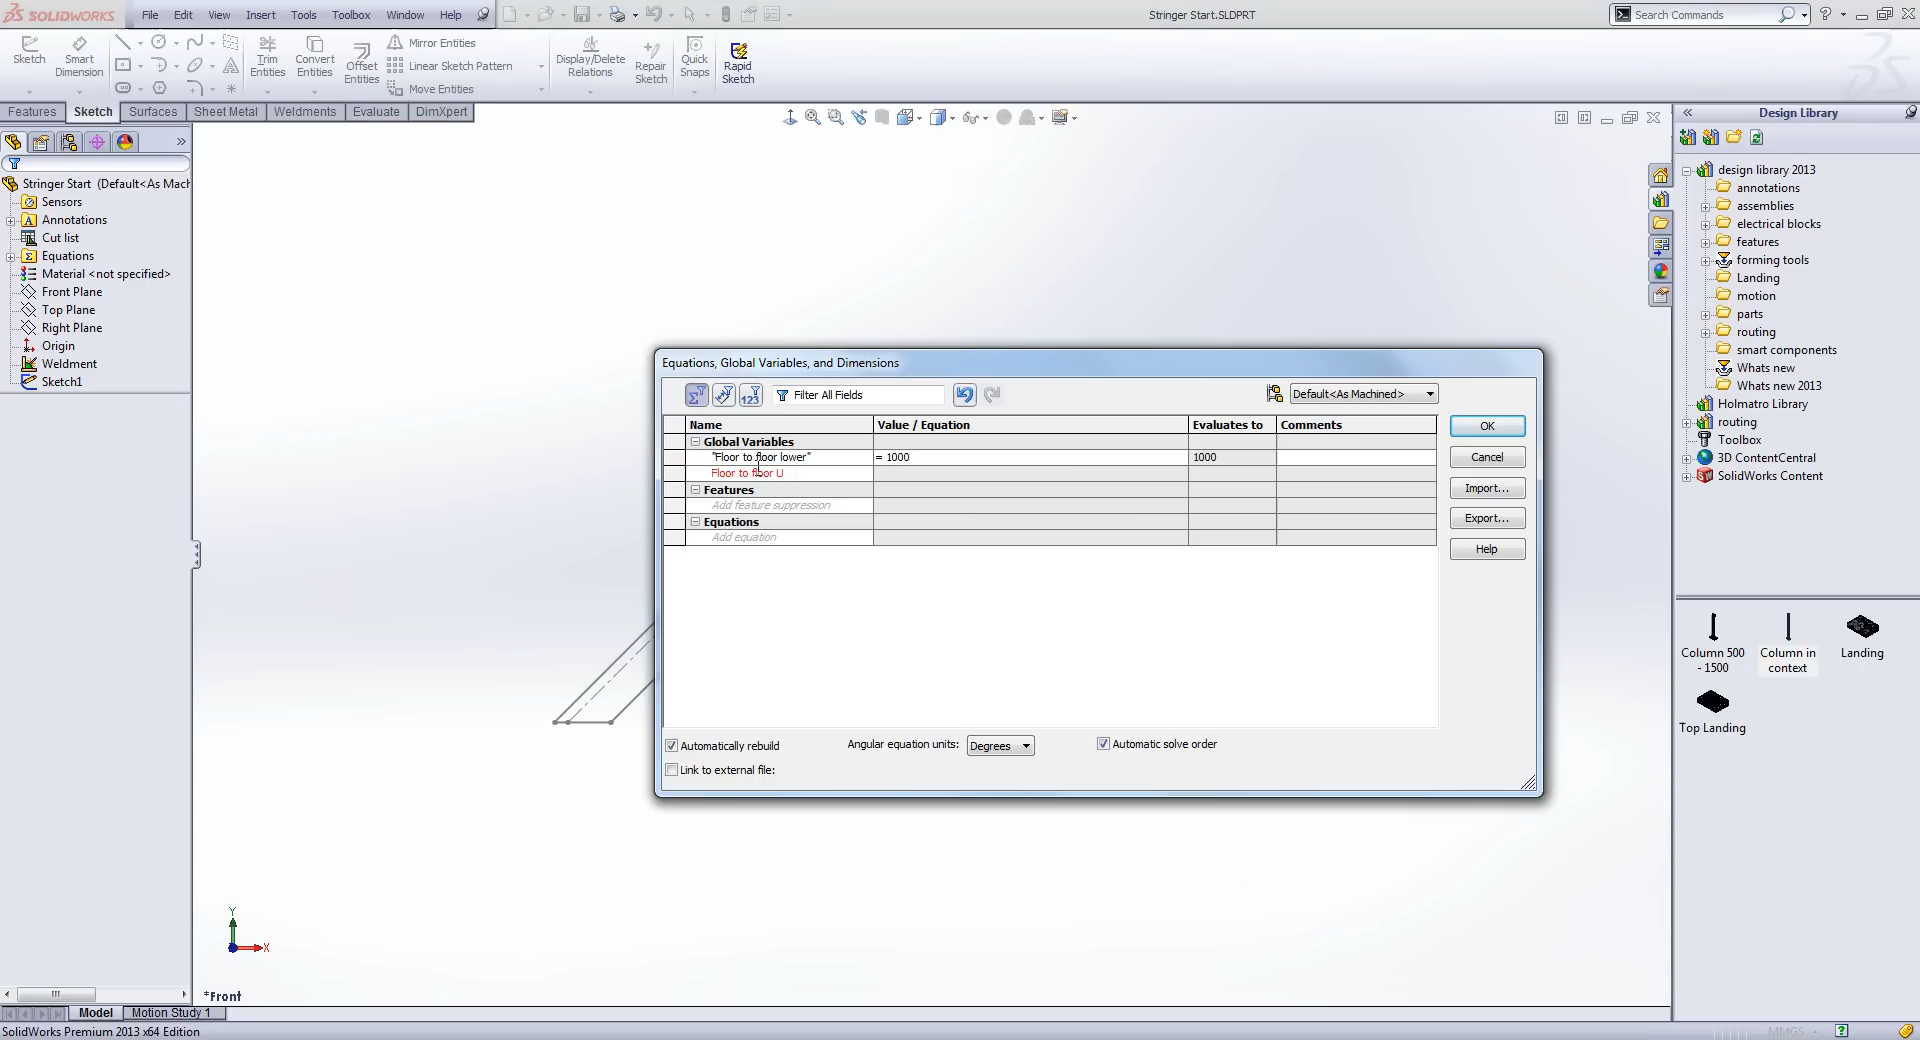 SOLIDWORKS File Edit View Insert Tools Toolbox Window Help Stringer Start.SLDPRT Search Commands
Sketch Smart Dimension Trim Entities Convert Entities Offset Entities Mirror Entities Linear Sketch Pattern Move Entities Display/Delete Relations Repair Sketch Quick Snaps Rapid Sketch
Features Sketch Surfaces Sheet Metal Weldments Evaluate DimXpert
Stringer Start (Default<As Mach
Sensors
Annotations
Cut list
Equations
Material <not specified>
Front Plane
Top Plane
Right Plane
Origin
Weldment
Sketch1
Equations, Global Variables, and Dimensions
Filter All Fields Default<As Machined>
Name Value / Equation Evaluates to Comments
Global Variables
"Floor to floor lower" = 1000 1000
Floor to floor U
Features
Add feature suppression
Equations
Add equation
OK
Cancel
Import...
Export...
Help
Automatically rebuild Angular equation units: Degrees Automatic solve order
Link to external file:
Design Library
design library 2013
annotations
assemblies
electrical blocks
features
forming tools
Landing
motion
parts
routing
smart components
Whats new
Whats new 2013
Holmatro Library
routing
Toolbox
3D ContentCentral
SolidWorks Content
Column 500 - 1500
Column in context
Landing
Top Landing
Y
X
*Front
Model Motion Study 1
SolidWorks Premium 2013 x64 Edition MMGS